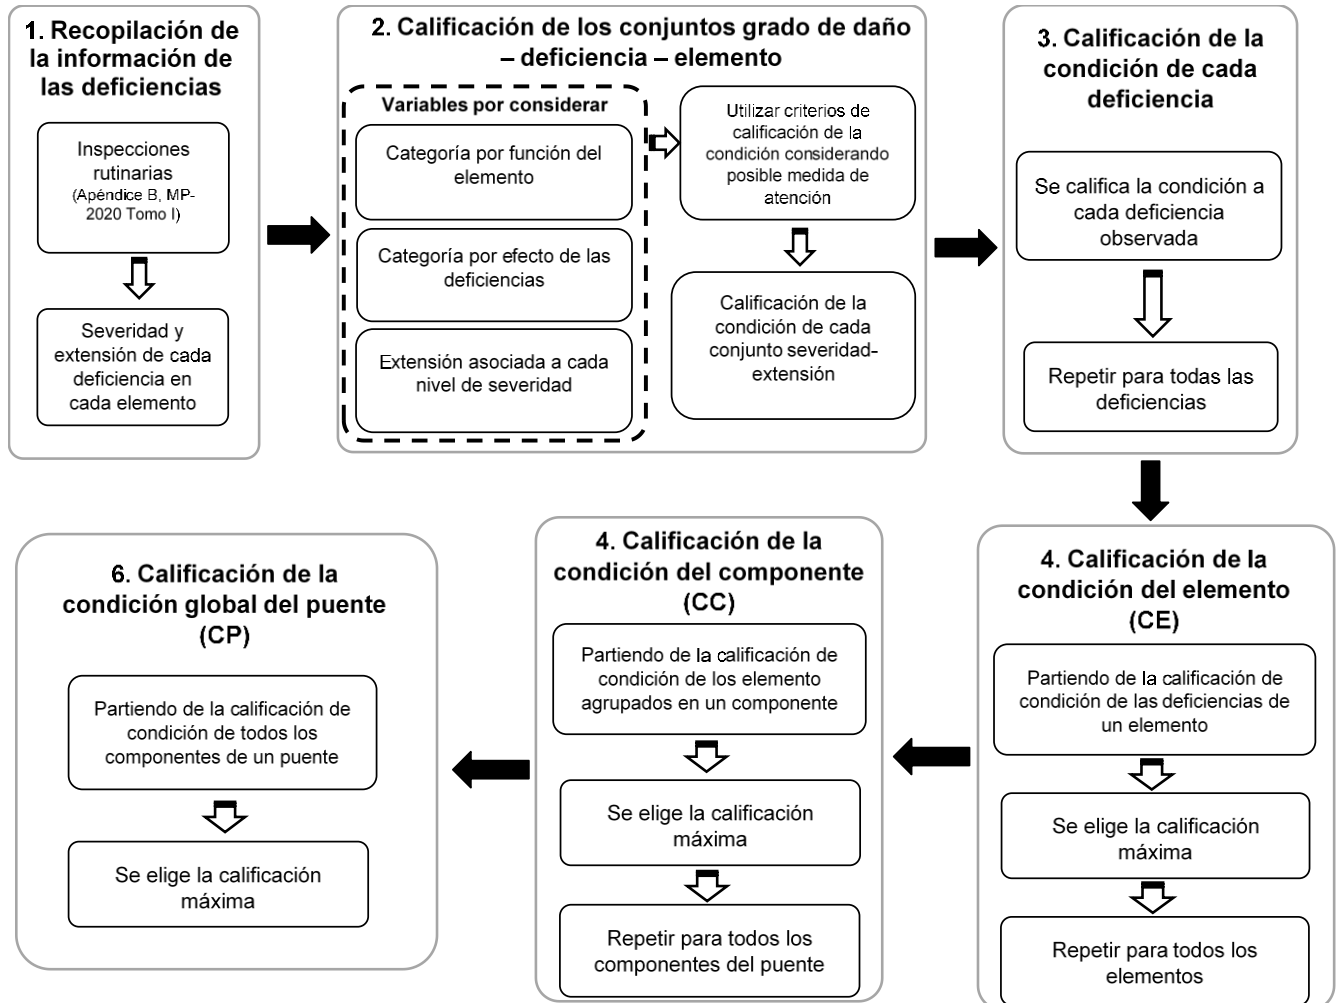 1. Recopilación de
la información de
las deficiencias
Inspecciones
rutinarias
(Apéndice B, MP-
2020 Tomo I)
Severidad y
extensión de cada
deficiencia en
cada elemento
2. Calificación de los conjuntos grado de daño
– deficiencia – elemento
Variables por considerar
Categoría por función del
elemento
Categoría por efecto de las
deficiencias
Extensión asociada a cada
nivel de severidad
Utilizar criterios de
calificación de la
condición considerando
posible medida de
atención
Calificación de la
condición de cada
conjunto severidad-
extensión
3. Calificación de la
condición de cada
deficiencia
Se califica la condición a
cada deficiencia
observada
Repetir para todas las
deficiencias
4. Calificación de la
condición del elemento
(CE)
Partiendo de la calificación de
condición de las deficiencias de
un elemento
Se elige la calificación
máxima
Repetir para todo los
elementos
4. Calificación de la
condición del componente
(CC)
Partiendo de la calificación de
condición de los elemento
agrupados en un componente
Se elige la calificación
máxima
Repetir para todos los
componentes del puente
6. Calificación de la
condición global del puente
(CP)
Partiendo de la calificación de
condición de todos los
componentes de un puente
Se elige la calificación
máxima